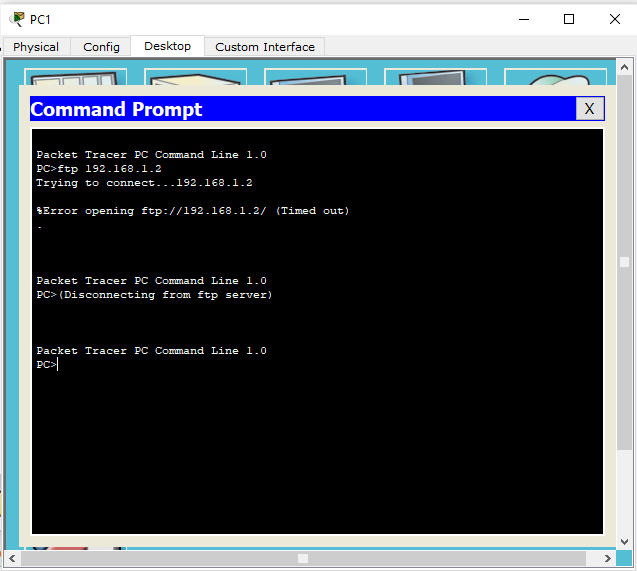 PC1
Physical Config Desktop Custom Interface
Command Prompt X
Packet Tracer PC Command Line 1.0
PC>ftp 192.168.1.2
Trying to connect...192.168.1.2
%Error opening ftp://192.168.1.2/ (Timed out)
.
Packet Tracer PC Command Line 1.0
PC>(Disconnecting from ftp server)
Packet Tracer PC Command Line 1.0
PC>